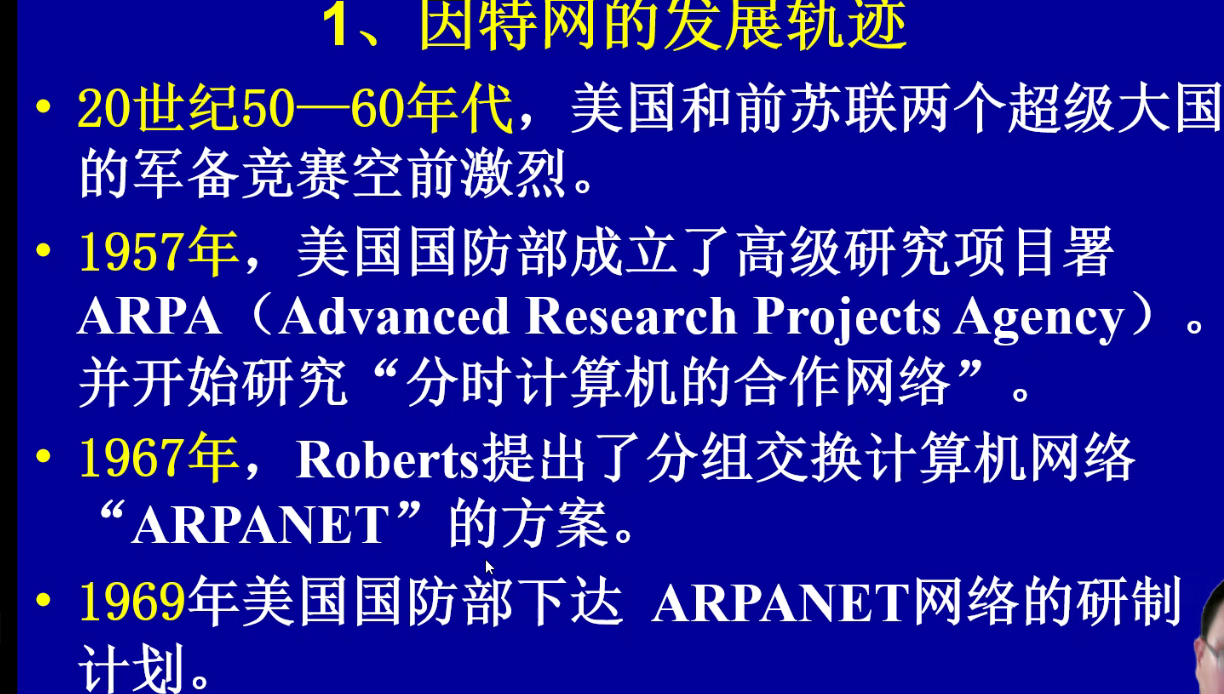 1、因特网的发展轨迹
• 20世纪50—60年代，美国和前苏联两个超级大国
的军备竞赛空前激烈。
• 1957年，美国国防部成立了高级研究项目署
ARPA（Advanced Research Projects Agency）。
并开始研究“分时计算机的合作网络”。
• 1967年，Roberts提出了分组交换计算机网络
“ARPANET”的方案。
• 1969年美国国防部下达 ARPANET网络的研制
计划。